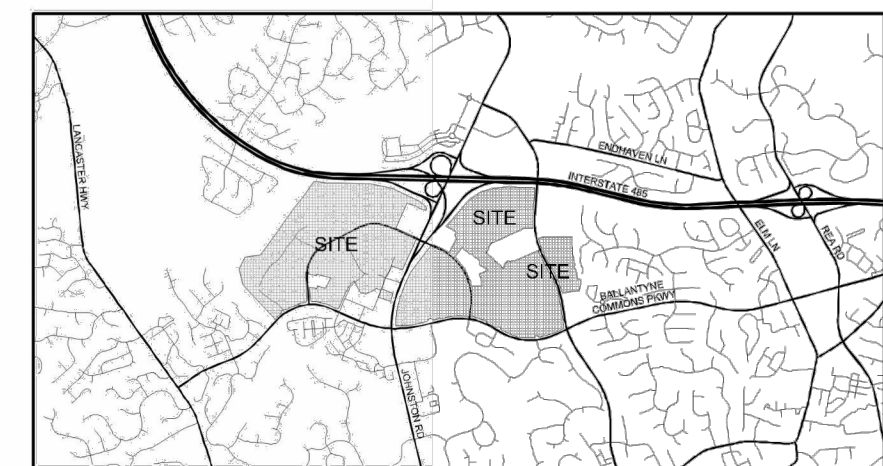 LANCASTER HWY
ENDHAVEN LN
INTERSTATE 485
SITE
SITE
SITE
ELM LN
REA RD
BALLANTYNE
COMMONS PKWY
JOHNSTON RD